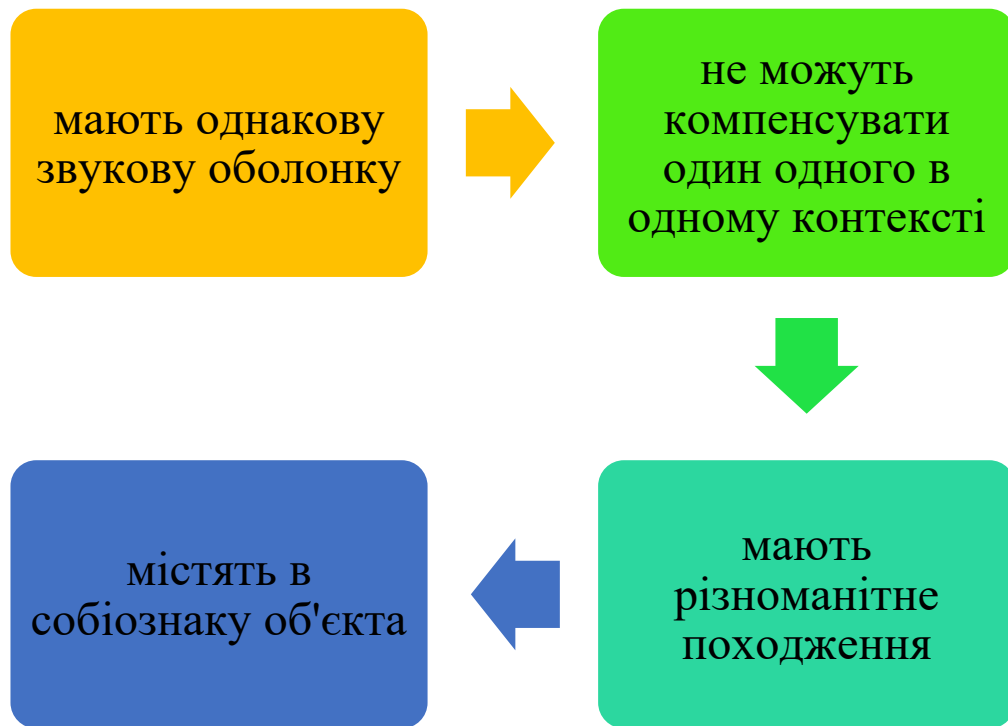 мають однакову
звукову оболонку
не можуть
компенсувати
один одного в
одному контексті
мають
різноманітне
походження
містять в
собіознаку об'єкта